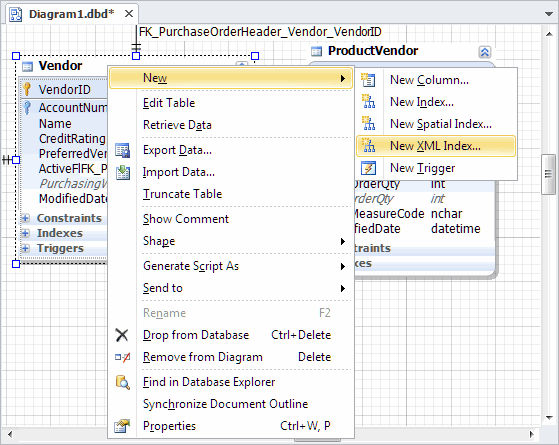 Diagram1.dbd*
FK_PurchaseOrderHeader_Vendor_VendorID
Vendor
VendorID
AccountNum
Name
CreditRating
PreferredVen
ActiveFlFK_P
PurchasingW
ModifiedDate
Constraints
Indexes
Triggers
New
Edit Table
Retrieve Data
Export Data...
Import Data...
Truncate Table
Show Comment
Shape
Generate Script As
Send to
Rename F2
Drop from Database Ctrl+Delete
Remove from Diagram Delete
Find in Database Explorer
Synchronize Document Outline
Properties Ctrl+W, P
ProductVendor
New Column...
New Index...
New Spatial Index...
New XML Index...
New Trigger
OrderQty int
OrderQty int
MeasureCode nchar
ifiedDate datetime
traints
xes